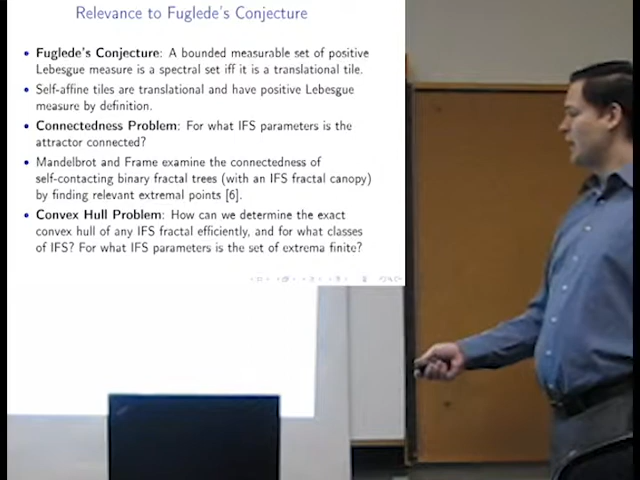 Relevance to Fuglede's Conjecture
• Fuglede's Conjecture: A bounded measurable set of positive
Lebesgue measure is a spectral set iff it is a translational tile.
• Self-affine tiles are translational and have positive Lebesgue
measure by definition.
• Connectedness Problem: For what IFS parameters is the
attractor connected?
• Mandelbrot and Frame examine the connectedness of
self-contacting binary fractal trees (with an IFS fractal canopy)
by finding relevant extremal points [6].
• Convex Hull Problem: How can we determine the exact
convex hull of any IFS fractal efficiently, and for what classes
of IFS? For what IFS parameters is the set of extrema finite?